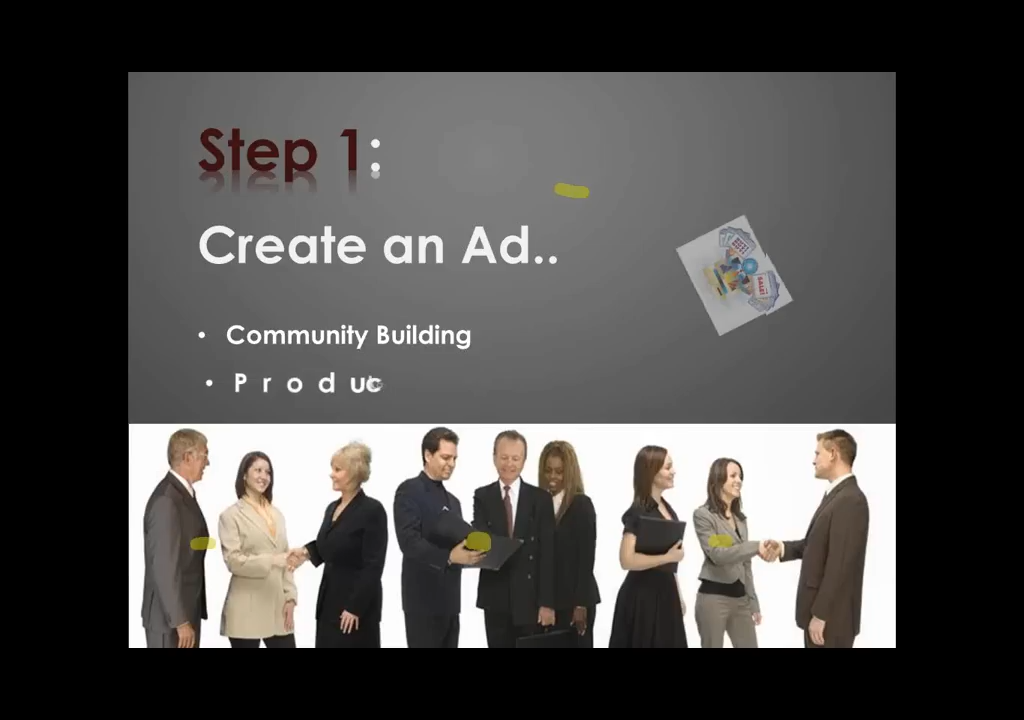 Step 1:
Create an Ad..
• Community Building
• P r o d u c